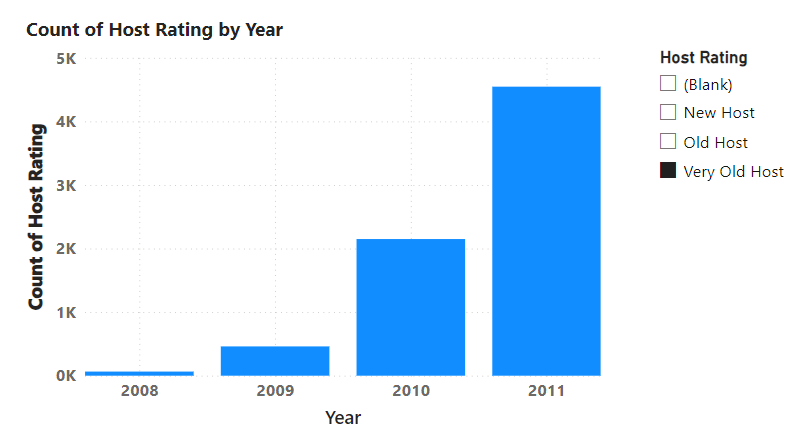 Count of Host Rating by Year
Count of Host Rating
5K
4K
3K
2K
1K
0K
2008 2009 2010 2011
Year
Host Rating
(Blank)
New Host
Old Host
Very Old Host